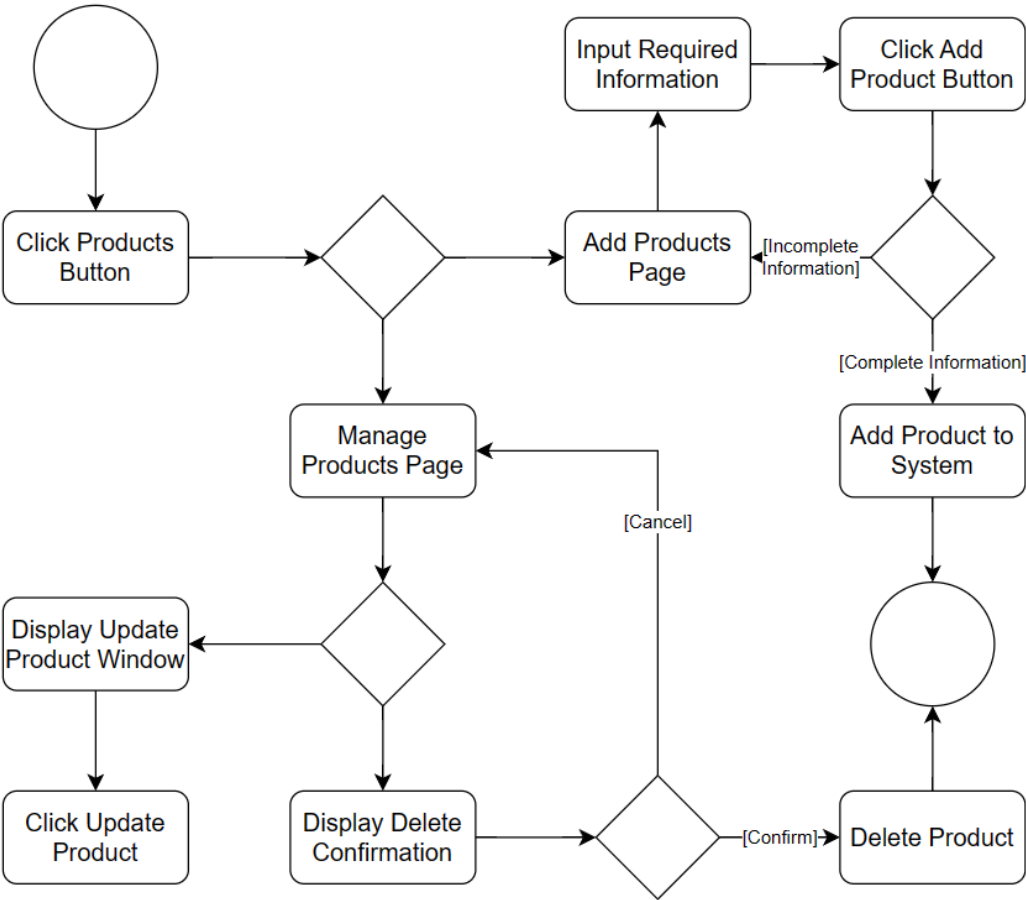 Input Required
Information
Click Add
Product Button
Click Products
Button
Add Products
Page
[Incomplete
Information]
[Complete Information]
Manage
Products Page
Add Product to
System
[Cancel]
Display Update
Product Window
Click Update
Product
Display Delete
Confirmation
[Confirm]
Delete Product